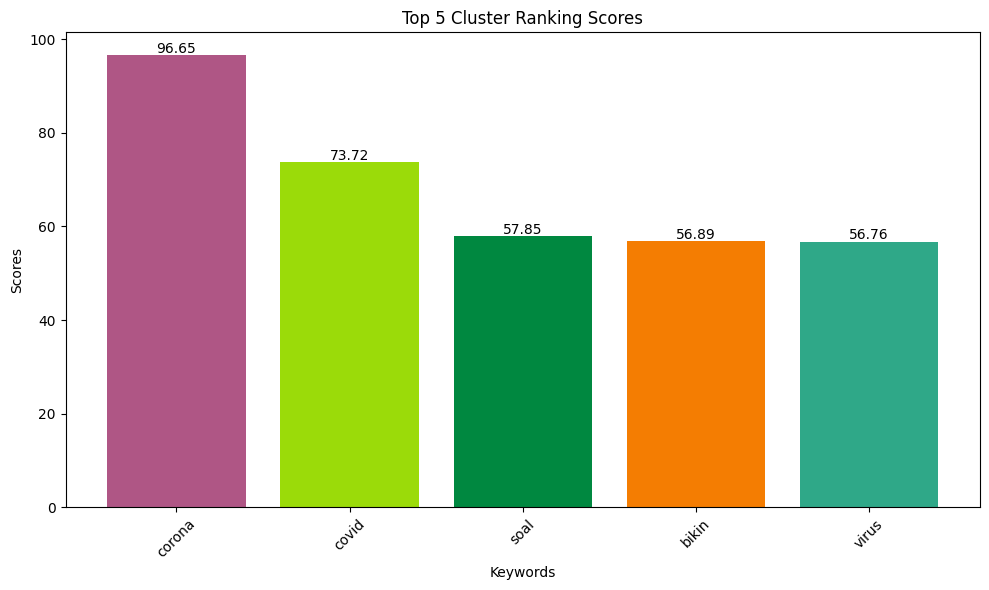 Top 5 Cluster Ranking Scores
100
80
60
40
20
0
Scores
96.65
73.72
57.85
56.89
56.76
corona
covid
soal
bikin
virus
Keywords